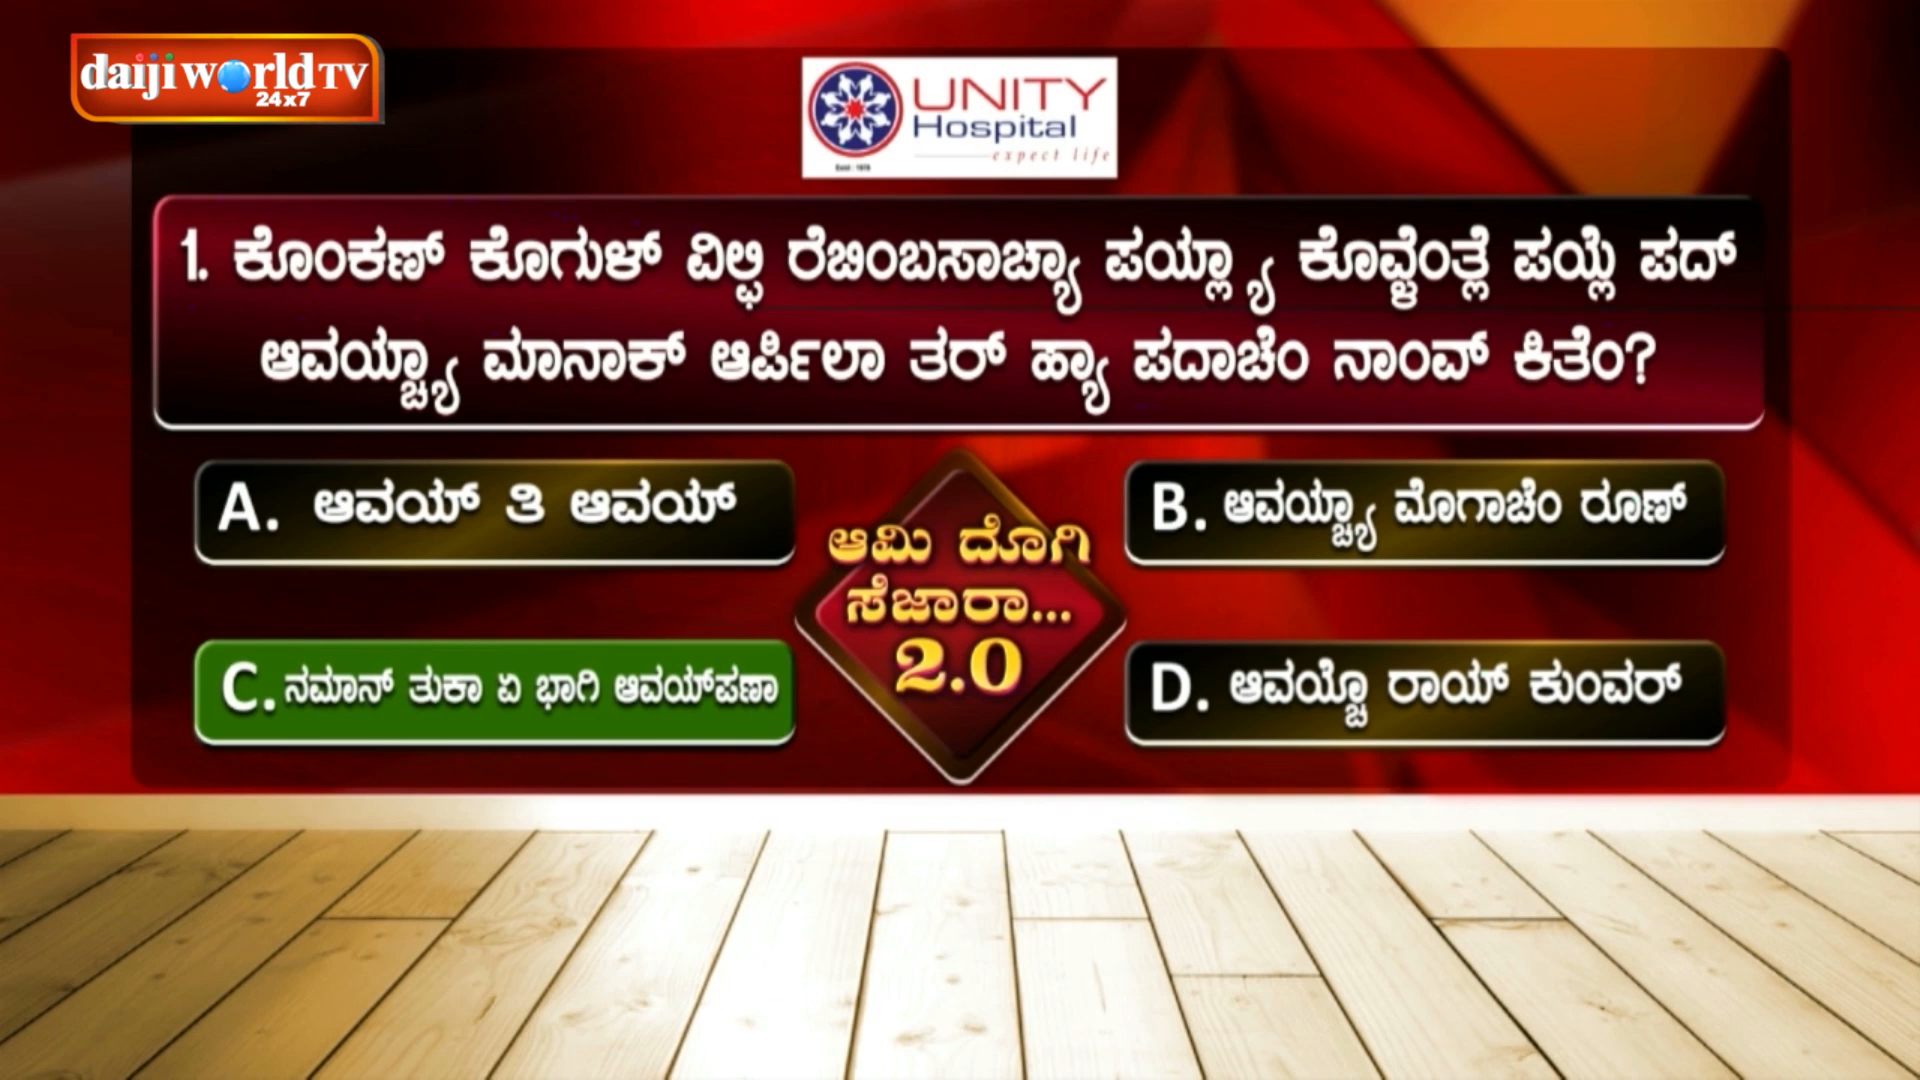 daijiworld TV
24x7
UNITY
Hospital
expect life
1. ಕೊಂಕಣ್ ಕೊಗುಳ್ ವಿಲ್ಫಿ ರೆಬಿಂಬಸಾಚ್ಯಾ ಪಯ್ಲ್ಯಾ ಕೊವ್ಳೆಂತ್ಲೆ ಪಯ್ಲೆ ಪದ್
ಆವಯ್ಚ್ಯಾ ಮಾನಾಕ್ ಆರ್ಪಿಲಾ ತರ್ ಹ್ಯಾ ಪದಾಚೆಂ ನಾಂವ್ ಕಿತೆಂ?
A. ಆವಯ್ ತಿ ಆವಯ್
B. ಆವಯ್ಚ್ಯಾ ಮೊಗಾಚೆಂ ರೂಣ್
ಆಮಿ ದೊಗಿ
ಸೆಜಾರಾ...
2.0
C. ನಮಾನ್ ತುಕಾ ಏ ಭಾಗಿ ಆವಯ್‌ಪಣಾ
D. ಆವಯ್ಚೊ ರಾಯ್ ಕುಂವರ್